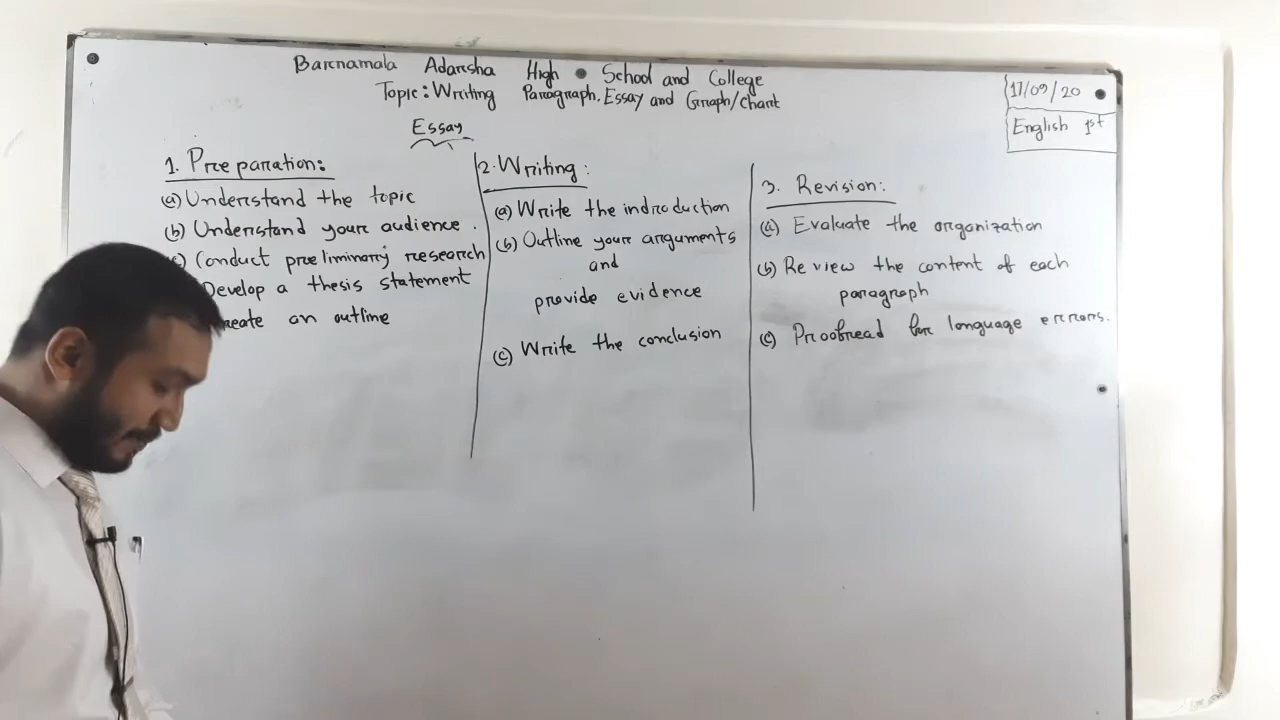 Barnamala Adarsha High School and College
Topic: Writing Paragraph, Essay and Graph/Chart
17/09/20
English 1st
Essay
1. Preparation:
(a) Understand the topic
(b) Understand your audience.
(c) Conduct preliminary research
Develop a thesis statement
reate an outline
2. Writing:
(a) Write the indroduction
(b) Outline your arguments
and
provide evidence
(c) Write the conclusion
3. Revision:
(a) Evaluate the organization
(b) Review the content of each
paragraph
(c) Proofread for language errors.